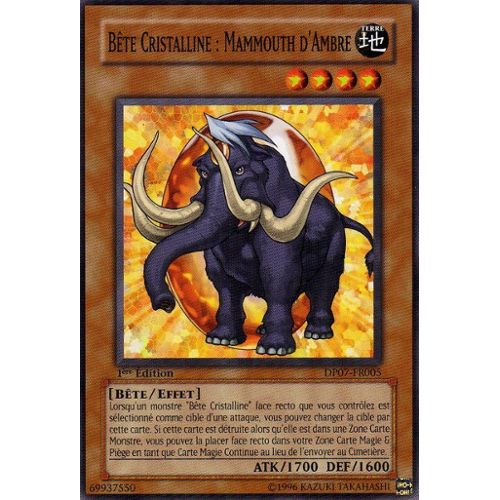 Bête Cristalline : Mammouth d'Ambre
TERRE
地
1ère Édition
DP07-FR005
[Bête/Effet]
Lorsqu'un monstre "Bête Cristalline" face recto que vous contrôlez est
sélectionné comme cible d'une attaque, vous pouvez changer la cible par
cette carte. Si cette carte est détruite alors qu'elle est dans une Zone Carte
Monstre, vous pouvez la placer face recto dans votre Zone Carte Magie &
Piège en tant que Carte Magie Continue au lieu de l'envoyer au Cimetière.
ATK/1700 DEF/1600
69937550
©1996 KAZUKI TAKAHASHI